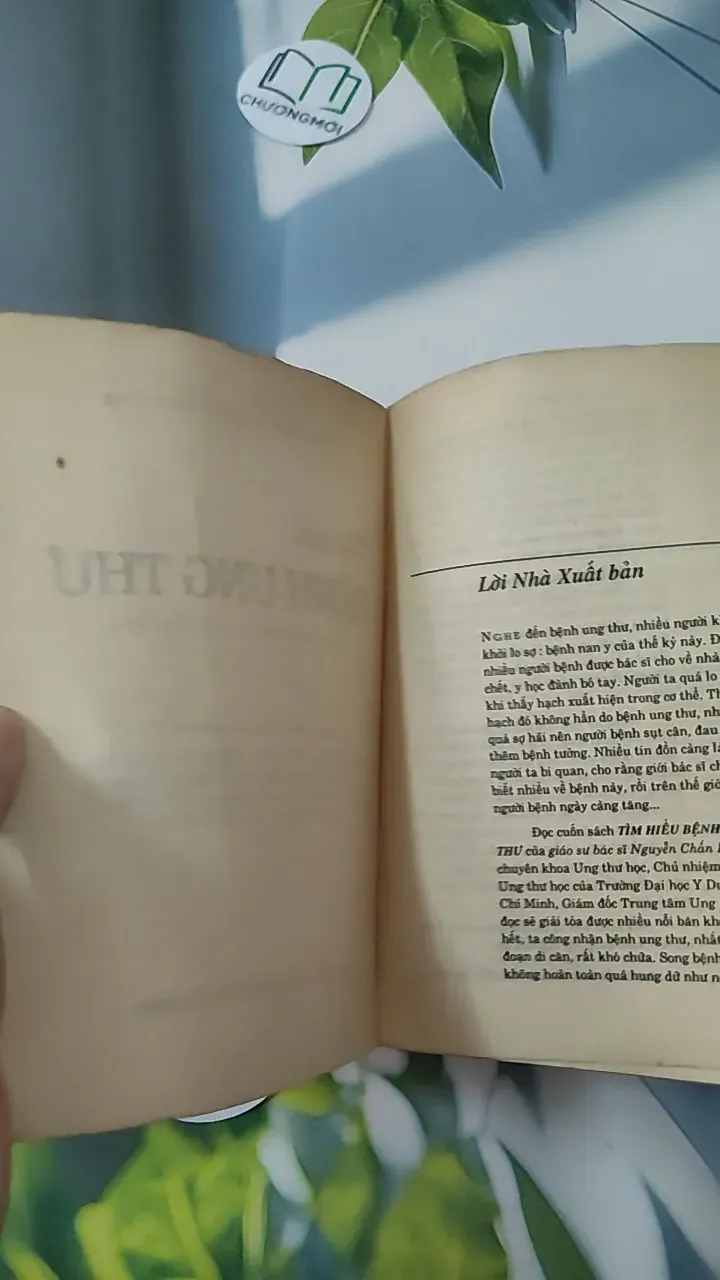 CHƯƠNGMỚI
UNG THƯ
Lời Nhà Xuất bản
NGHE đến bệnh ung thư, nhiều người
khởi lo sợ : bệnh nan y của thế kỷ này.
nhiều người bệnh được bác sĩ cho về nhà
chết, y học đành bó tay. Người ta quá lo
khi thấy hạch xuất hiện trong cơ thể.
hạch đó không hẳn do bệnh ung thư,
quá sợ hãi nên người bệnh sụt cân, đau
thêm bệnh tưởng. Nhiều tin đồn càng
người ta bi quan, cho rằng giới bác sĩ
biết nhiều về bệnh này, rồi trên thế
người bệnh ngày càng tăng...
Đọc cuốn sách TÌM HIỂU BỆNH
THƯ của giáo sư bác sĩ Nguyễn Chấn
chuyên khoa Ung thư học, Chủ nhiệm
Ung thư học của Trường Đại học Y
Chí Minh, Giám đốc Trung tâm Ung
đọc sẽ giải tỏa được nhiều nỗi băn
hết, ta công nhận bệnh ung thư,
đoạn di căn, rất khó chữa. Song bệnh
không hoàn toàn quá hung dữ như